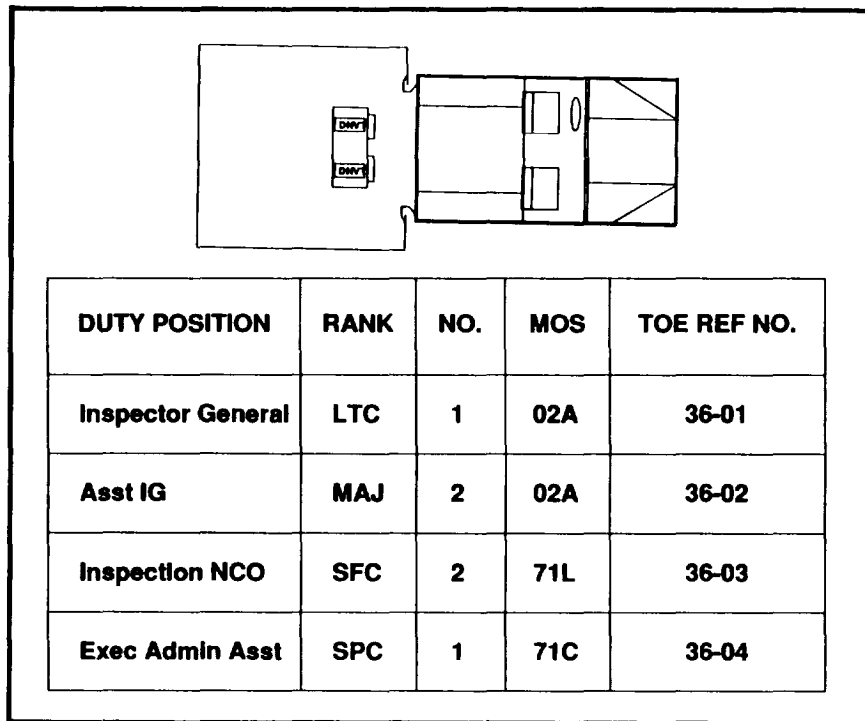 DUTY POSITION RANK NO. MOS TOE REF NO.
Inspector General LTC 1 02A 36-01
Asst IG MAJ 2 02A 36-02
Inspection NCO SFC 2 71L 36-03
Exec Admin Asst SPC 1 71C 36-04